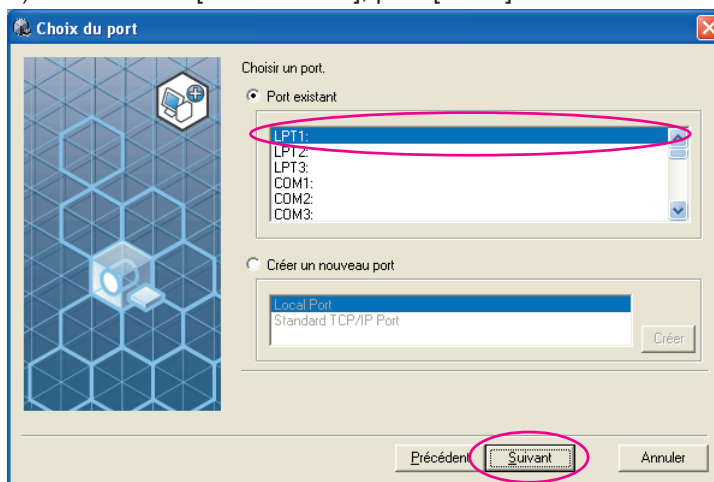 Choix du port
Choisir un port.
Port existant
LPT1:
LPT2:
LPT3:
COM1:
COM2:
COM3:
Créer un nouveau port
Local Port
Standard TCP/IP Port
Créer
Précédent Suivant Annuler